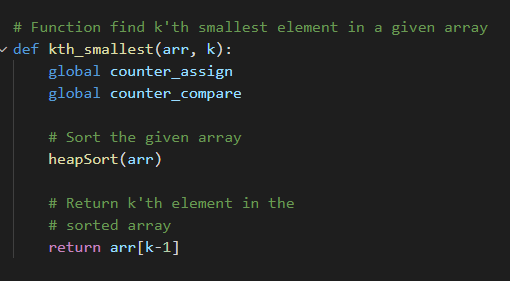 # Function find k'th smallest element in a given array
def kth_smallest(arr, k):
    global counter_assign
    global counter_compare
    # Sort the given array
    heapSort(arr)
    # Return k'th element in the
    # sorted array
    return arr[k-1]